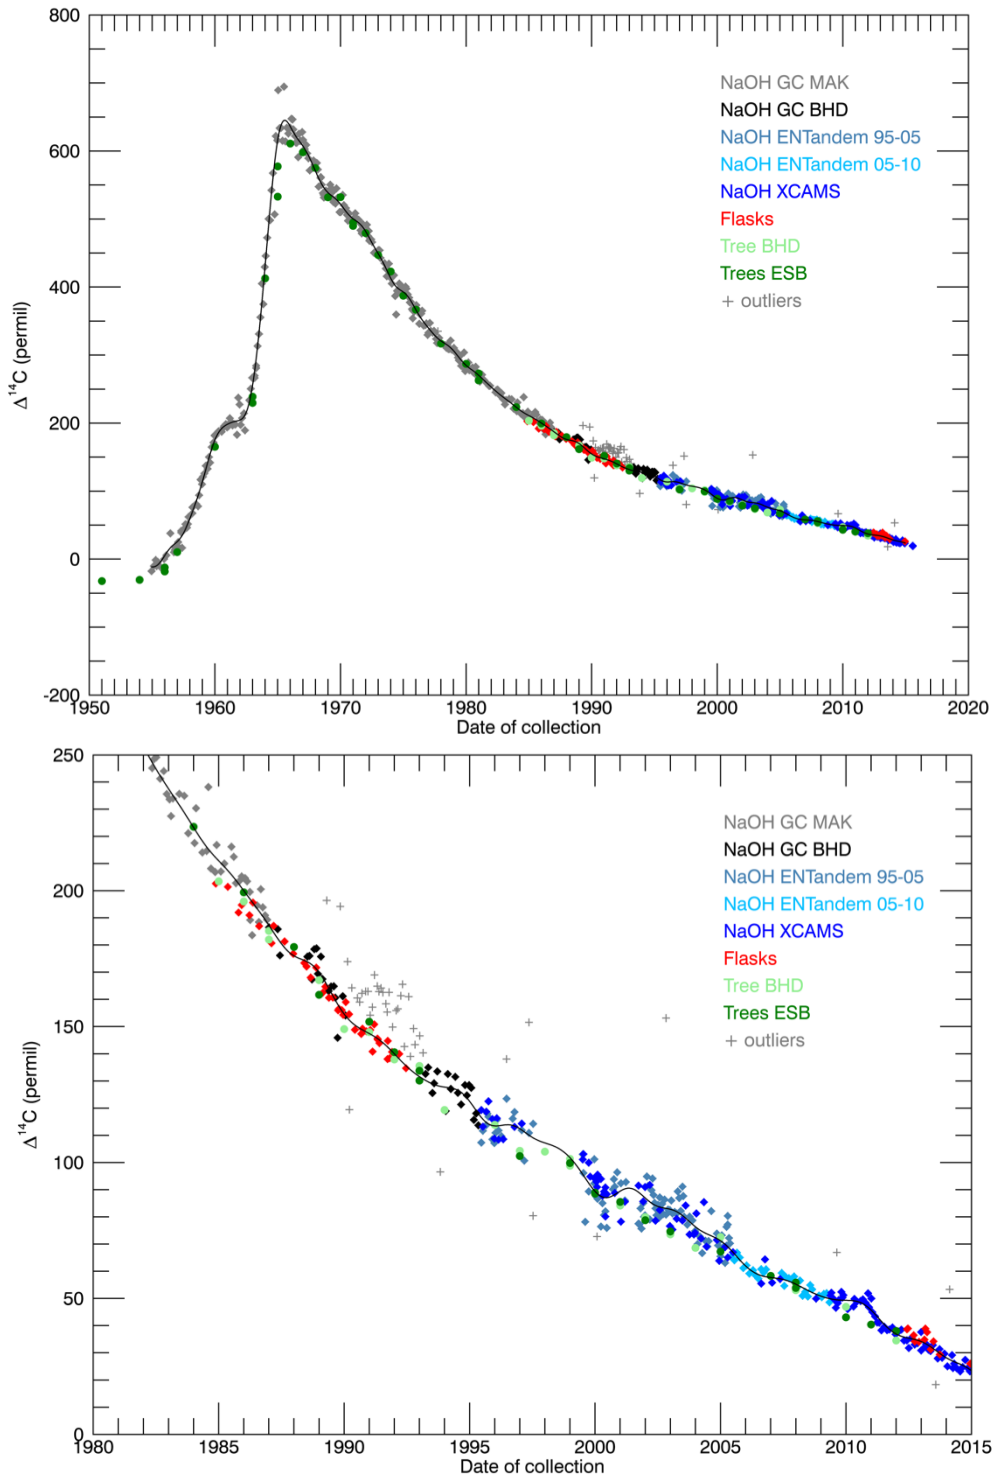 800
600
400
200
0
-200
Δ¹⁴C (permil)
NaOH GC MAK
NaOH GC BHD
NaOH ENTandem 95-05
NaOH ENTandem 05-10
NaOH XCAMS
Flasks
Tree BHD
Trees ESB
+ outliers
1950 1960 1970 1980 1990 2000 2010 2020
Date of collection
250
200
150
100
50
0
Δ¹⁴C (permil)
NaOH GC MAK
NaOH GC BHD
NaOH ENTandem 95-05
NaOH ENTandem 05-10
NaOH XCAMS
Flasks
Tree BHD
Trees ESB
+ outliers
1980 1985 1990 1995 2000 2005 2010 2015
Date of collection